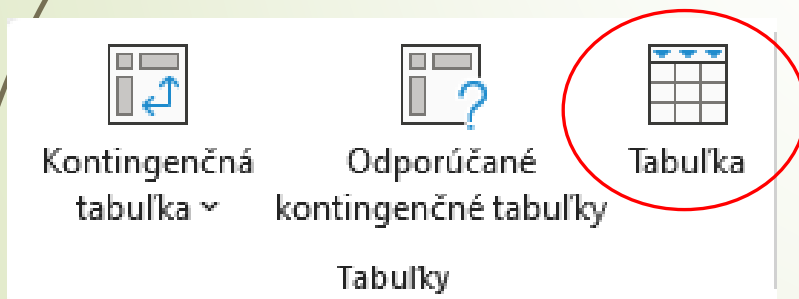 Kontingenčná
tabuľka
Odporúčané
kontingenčné tabuľky
Tabuľka
Tabuľky